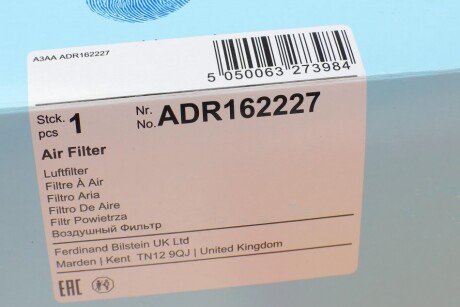 A3AA ADR162227
5 050063 273984
Stck. pcs 1 Nr. No. ADR162227
Air Filter
Luftfilter
Filtre À Air
Filtro Aria
Filtro De Aire
Filtr Powietrza
Воздушный Фильтр
Ferdinand Bilstein UK Ltd
Marden | Kent TN12 9QJ | United Kingdom
EAC